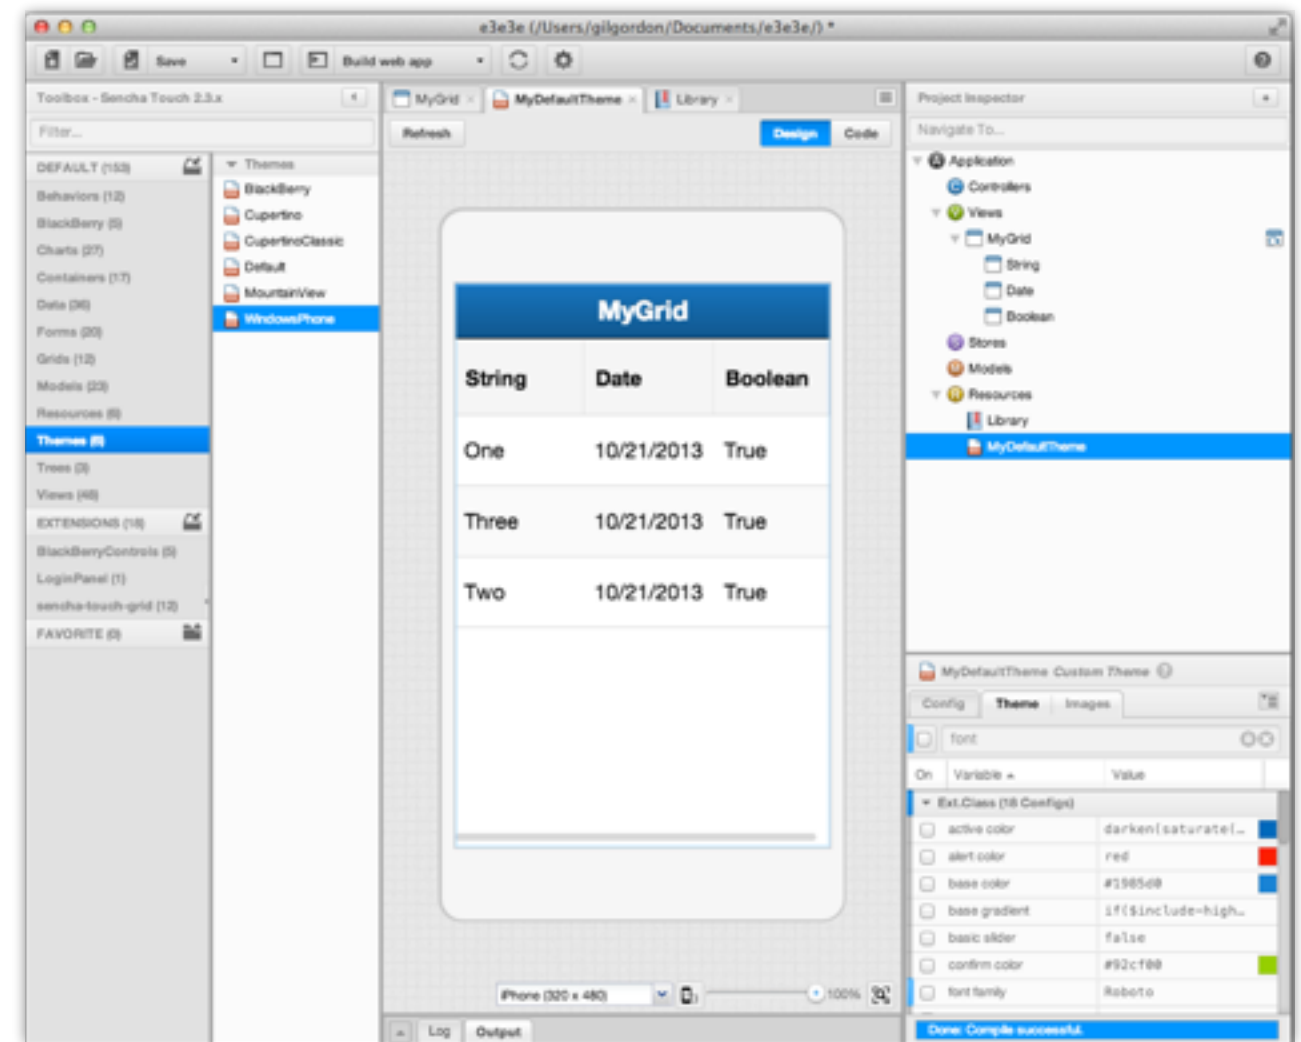 e3e3e (/Users/gilgordon/Documents/e3e3e/) *
Save
Build web app
Toolbox - Sencha Touch 2.3.x
Filter...
DEFAULT (153)
Behaviors (12)
BlackBerry (5)
Charts (27)
Containers (17)
Data (36)
Forms (20)
Grids (12)
Models (23)
Resources (6)
Themes (6)
Trees (3)
Views (48)
EXTENSIONS (18)
BlackBerryControls (5)
LoginPanel (1)
sencha-touch-grid (12)
FAVORITE (0)
Themes
BlackBerry
Cupertino
CupertinoClassic
Default
MountainView
WindowsPhone
MyGrid
MyDefaultTheme
Library
Refresh
Design
Code
MyGrid
String Date Boolean
One 10/21/2013 True
Three 10/21/2013 True
Two 10/21/2013 True
iPhone (320 x 480)
100%
Log
Output
Project Inspector
Navigate To...
Application
Controllers
Views
MyGrid
String
Date
Boolean
Stores
Models
Resources
Library
MyDefaultTheme
MyDefaultTheme Custom Theme
Config Theme Images
font
On Variable Value
Ext.Class (18 Configs)
active color darken(saturate(...
alert color red
base color #1985d0
base gradient if($include-high...
basic slider false
confirm color #92cf00
font family Roboto
Done: Compile successful.